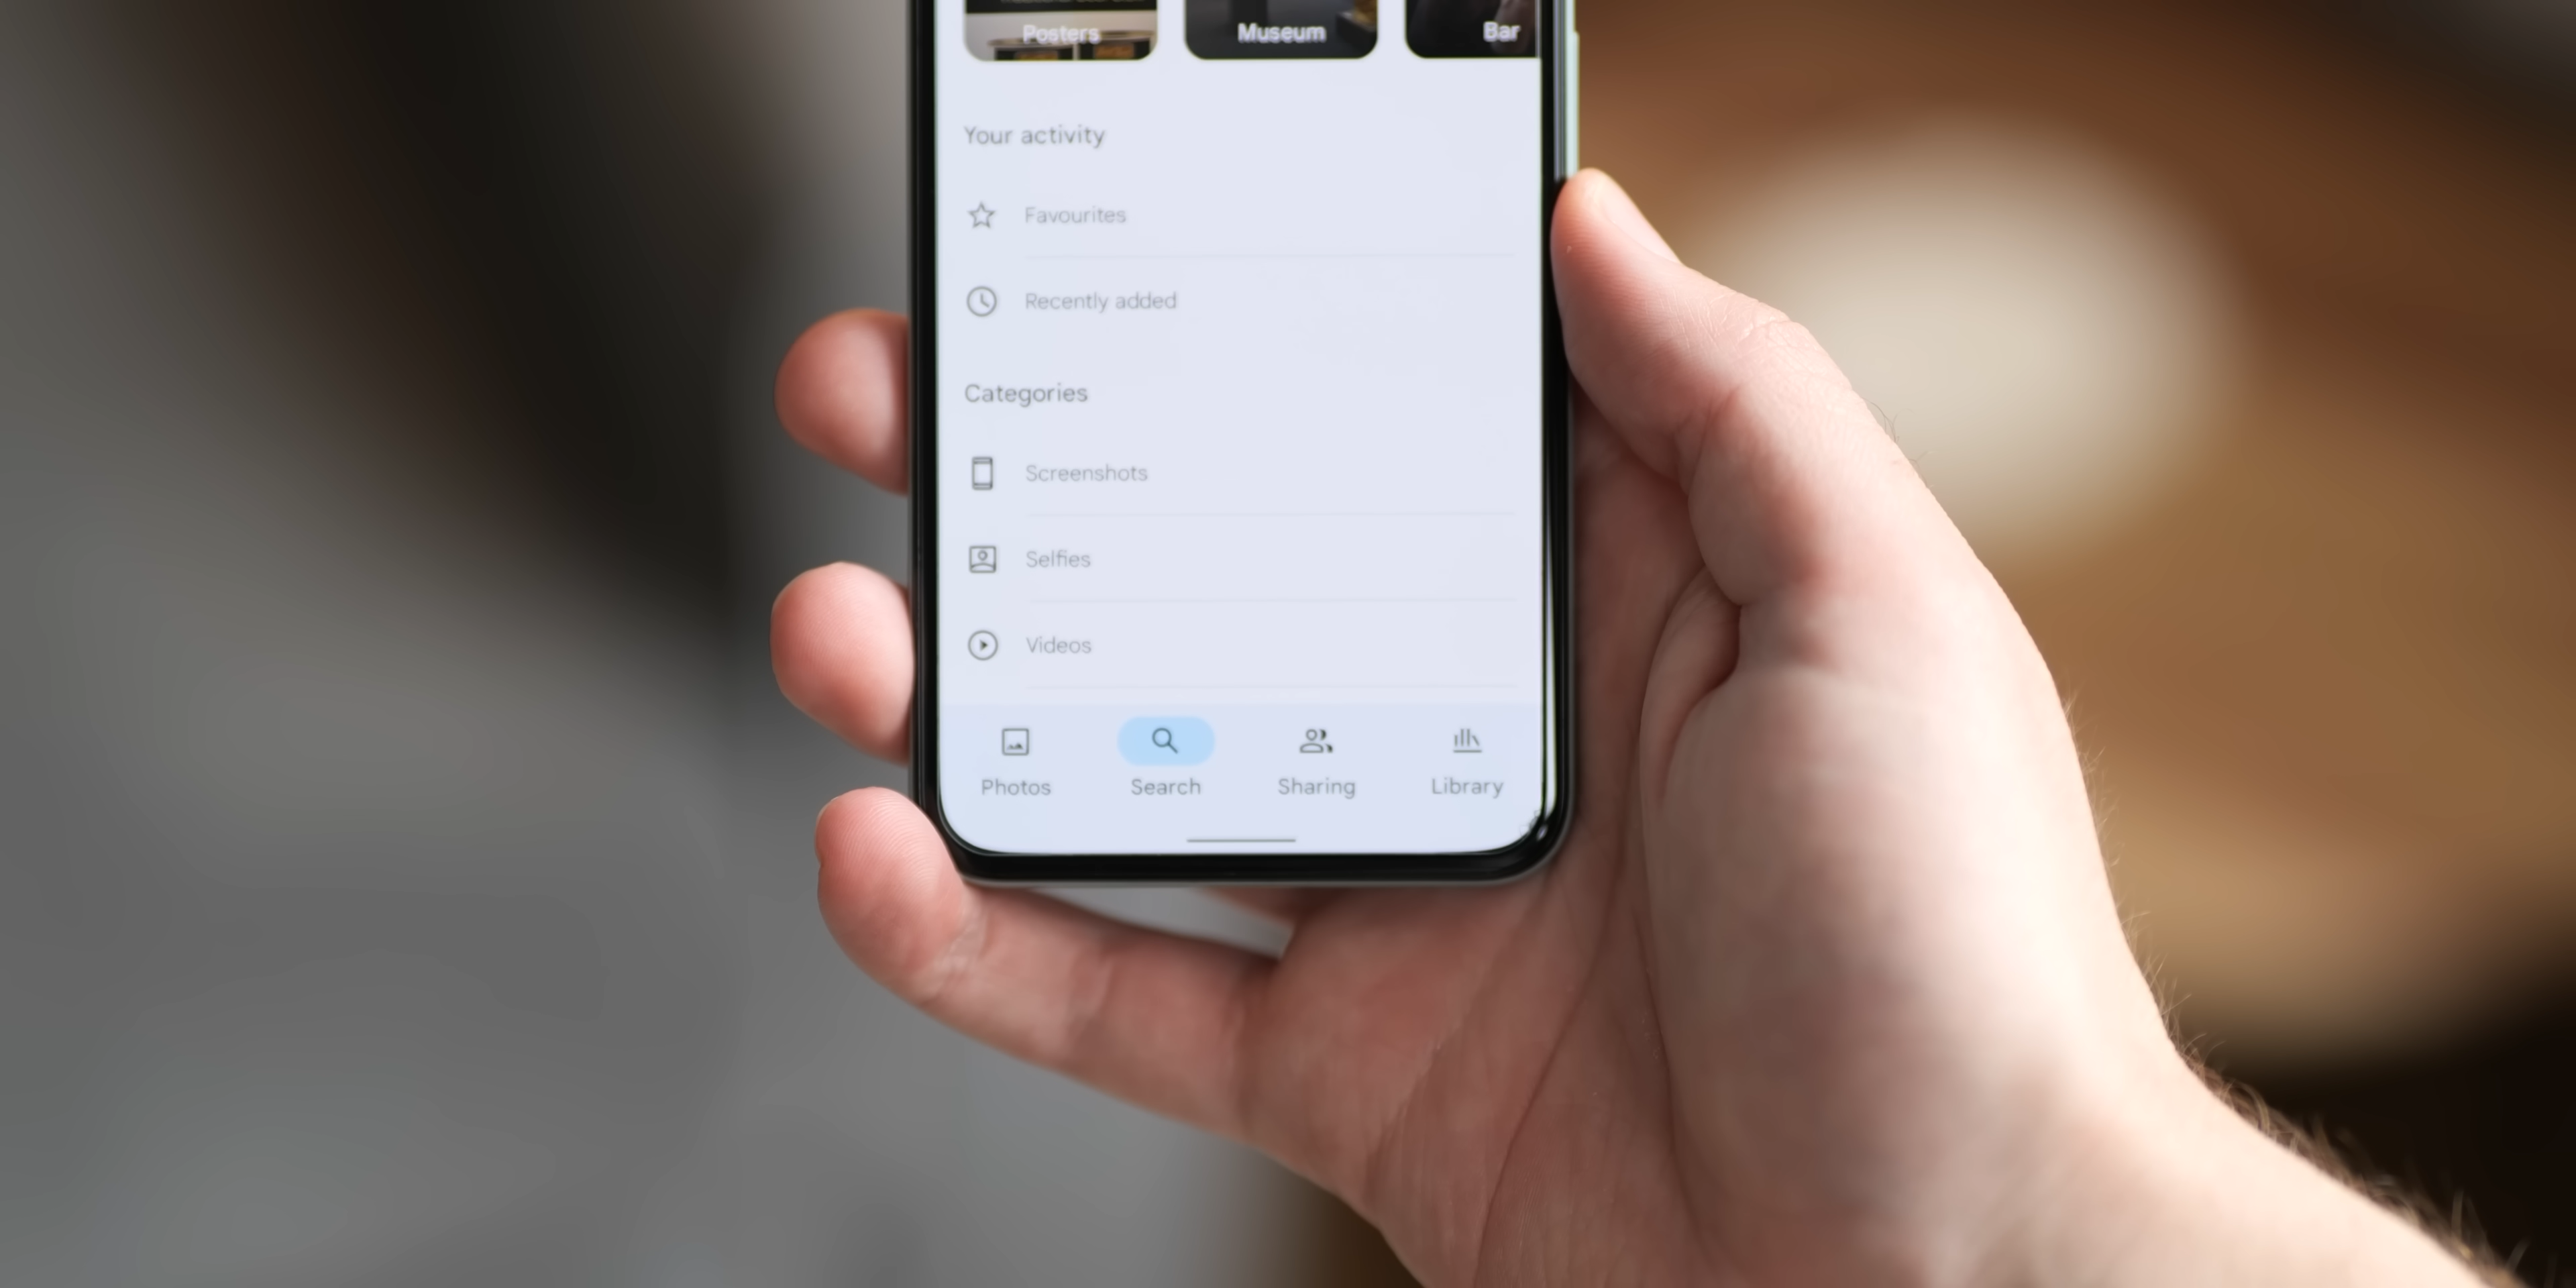 Posters Museum Bar
Your activity
Favourites
Recently added
Categories
Screenshots
Selfies
Videos
Photos Search Sharing Library